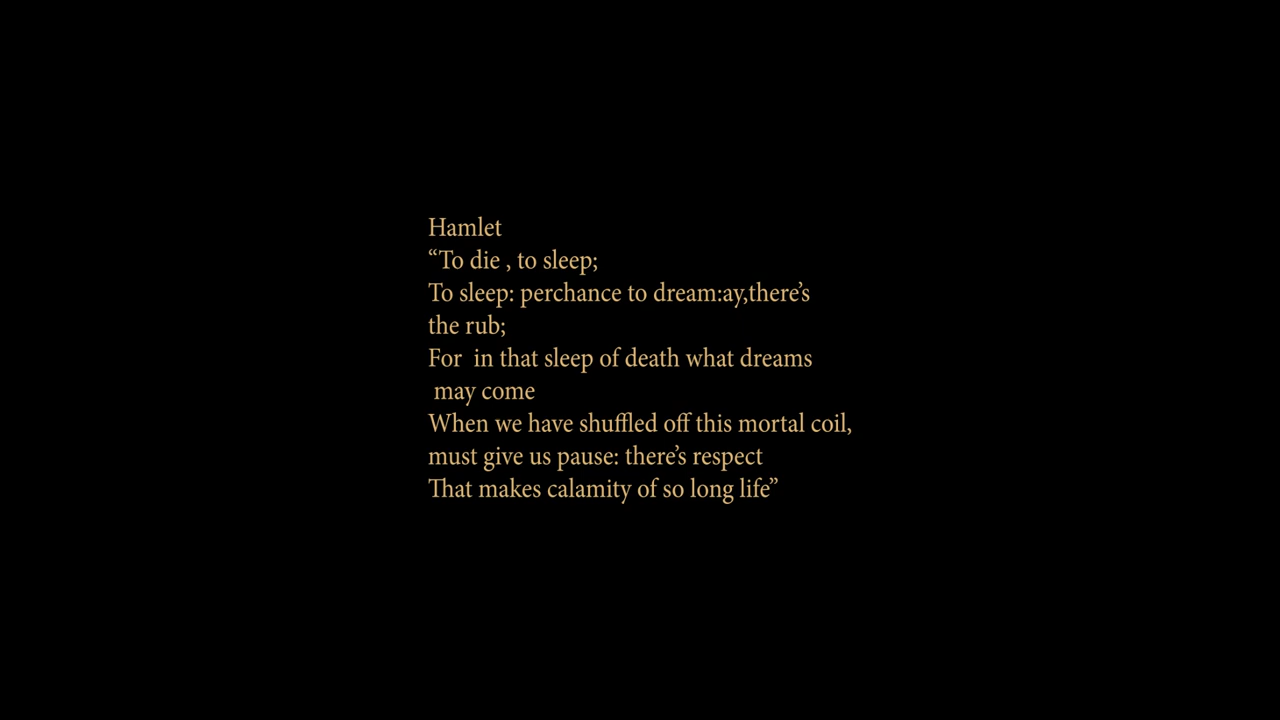 Hamlet
“To die , to sleep;
To sleep: perchance to dream:ay,there’s
the rub;
For  in that sleep of death what dreams
 may come
When we have shuffled off this mortal coil,
must give us pause: there’s respect
That makes calamity of so long life”